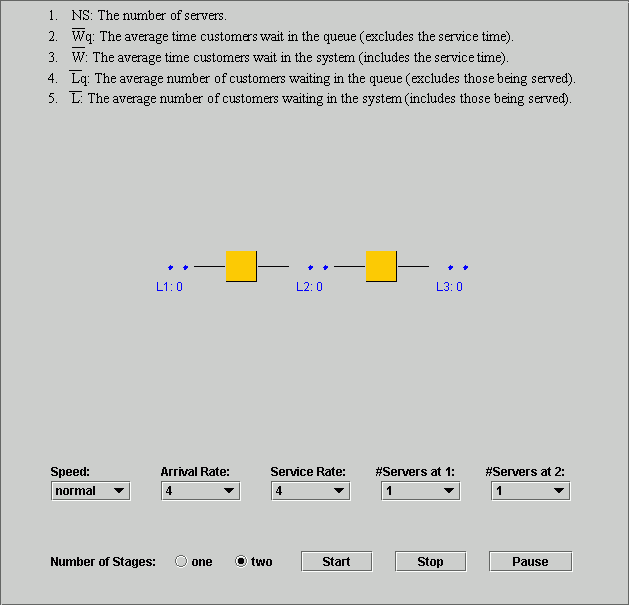 1. NS: The number of servers.
2. W̅q: The average time customers wait in the queue (excludes the service time).
3. W̅: The average time customers wait in the system (includes the service time).
4. L̅q: The average number of customers waiting in the queue (excludes those being served).
5. L̅: The average number of customers waiting in the system (includes those being served).
L1: 0 L2: 0 L3: 0
Speed: Arrival Rate: Service Rate: #Servers at 1: #Servers at 2:
normal 4 4 1 1
Number of Stages: one two Start Stop Pause